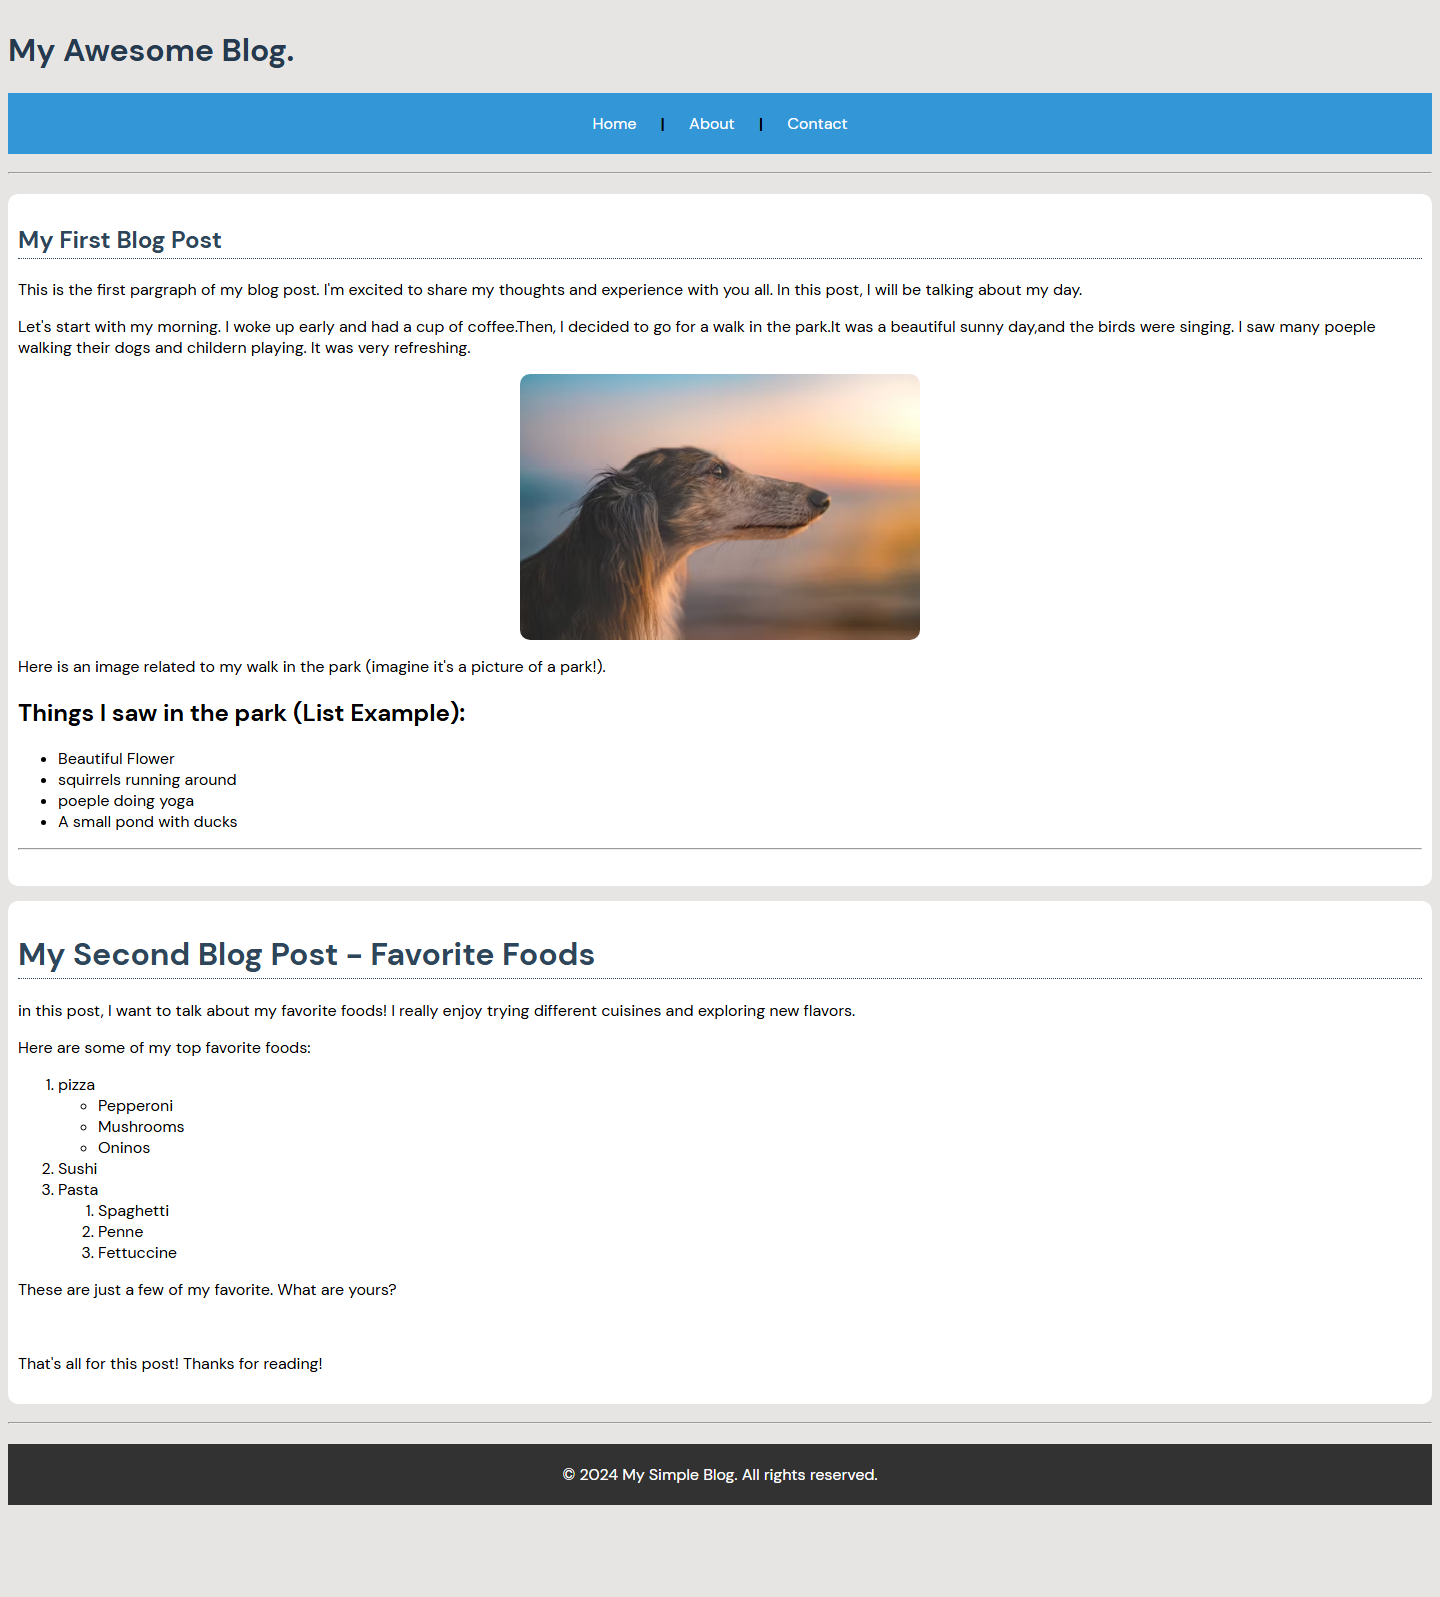 My Awesome Blog.
Home | About | Contact
My First Blog Post
This is the first pargraph of my blog post. I'm excited to share my thoughts and experience with you all. In this post, I will be talking about my day.
Let's start with my morning. I woke up early and had a cup of coffee.Then, I decided to go for a walk in the park.It was a beautiful sunny day,and the birds were singing. I saw many poeple
walking their dogs and childern playing. It was very refreshing.
Here is an image related to my walk in the park (imagine it's a picture of a park!).
Things I saw in the park (List Example):
• Beautiful Flower
• squirrels running around
• poeple doing yoga
• A small pond with ducks
My Second Blog Post - Favorite Foods
in this post, I want to talk about my favorite foods! I really enjoy trying different cuisines and exploring new flavors.
Here are some of my top favorite foods:
1. pizza
◦ Pepperoni
◦ Mushrooms
◦ Oninos
2. Sushi
3. Pasta
1. Spaghetti
2. Penne
3. Fettuccine
These are just a few of my favorite. What are yours?
That's all for this post! Thanks for reading!
© 2024 My Simple Blog. All rights reserved.